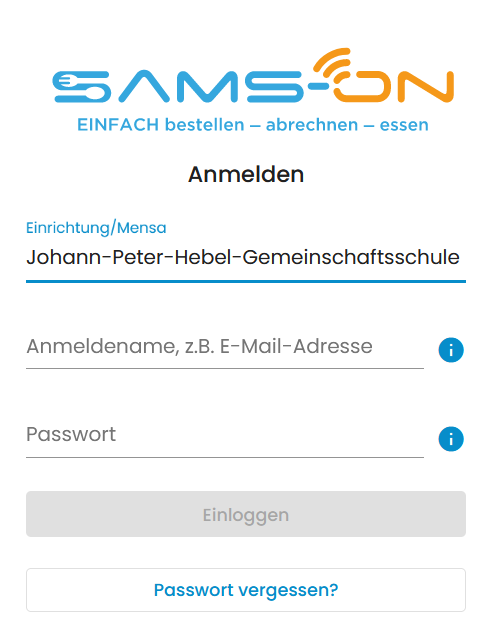 SAMS-ON
EINFACH bestellen – abrechnen – essen
Anmelden
Einrichtung/Mensa
Johann-Peter-Hebel-Gemeinschaftsschule
Anmeldename, z.B. E-Mail-Adresse
i
Passwort
i
Einloggen
Passwort vergessen?